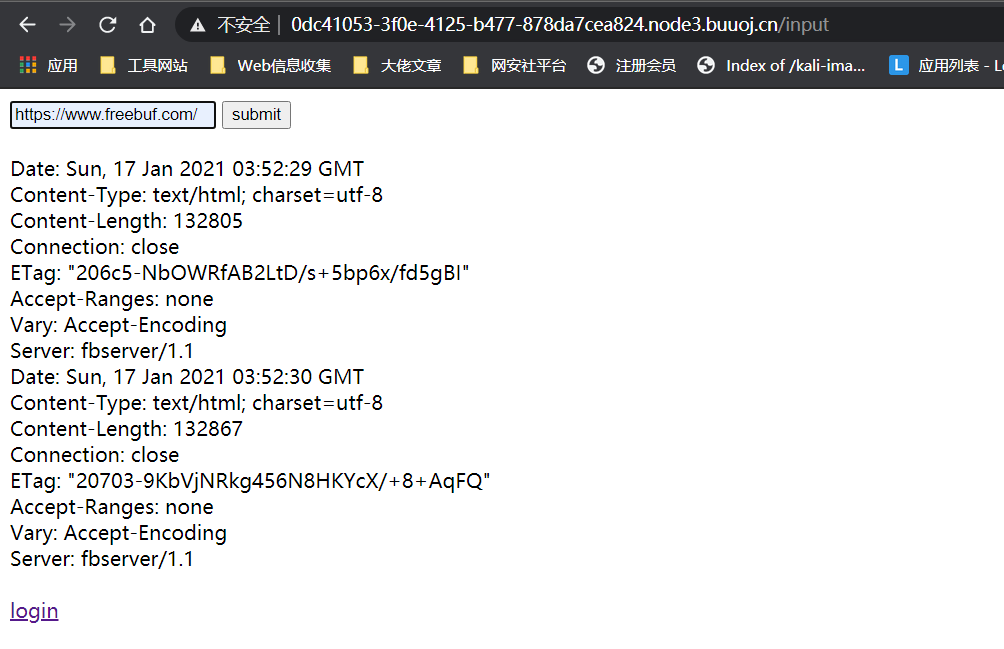 不安全 | 0dc41053-3f0e-4125-b477-878da7cea824.node3.buuoj.cn/input
应用 工具网站 Web信息收集 大佬文章 网安社平台 注册会员 Index of /kali-ima... L 应用列表 - Lo
https://www.freebuf.com/ submit
Date: Sun, 17 Jan 2021 03:52:29 GMT
Content-Type: text/html; charset=utf-8
Content-Length: 132805
Connection: close
ETag: "206c5-NbOWRfAB2LtD/s+5bp6x/fd5gBI"
Accept-Ranges: none
Vary: Accept-Encoding
Server: fbserver/1.1
Date: Sun, 17 Jan 2021 03:52:30 GMT
Content-Type: text/html; charset=utf-8
Content-Length: 132867
Connection: close
ETag: "20703-9KbVjNRkg456N8HKYcX/+8+AqFQ"
Accept-Ranges: none
Vary: Accept-Encoding
Server: fbserver/1.1
login